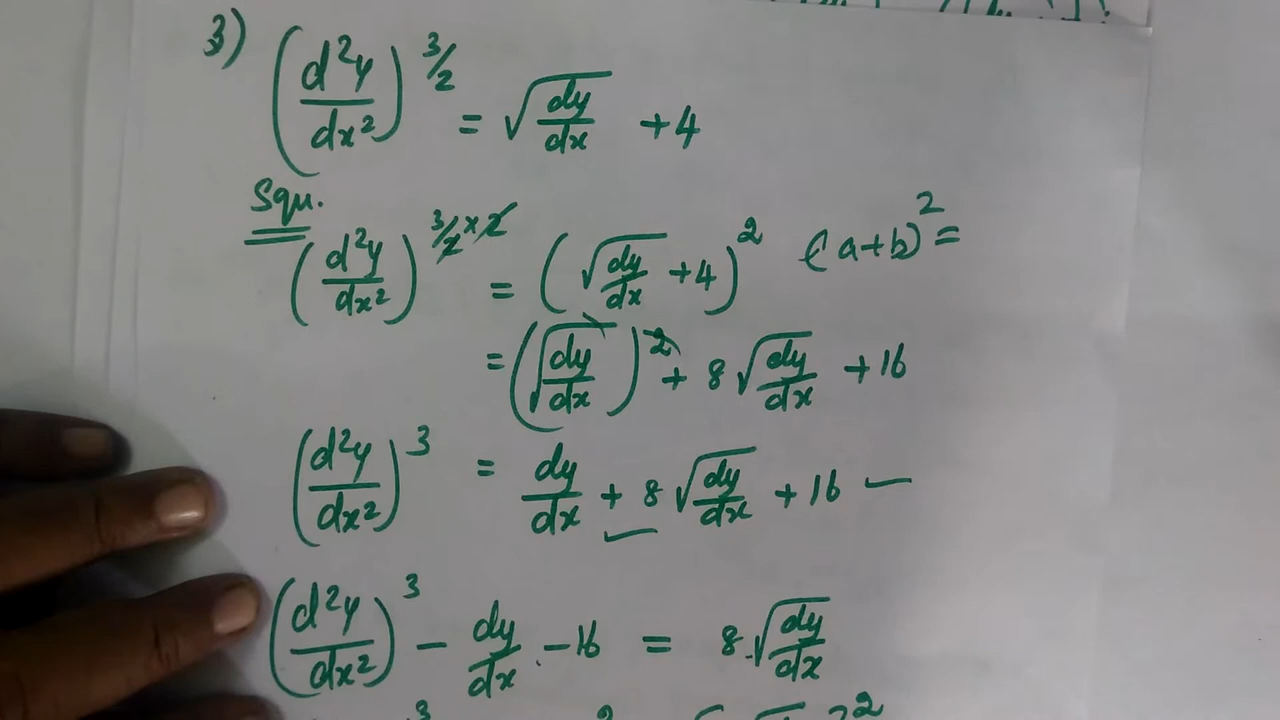 3) (d²y/dx²)^3/2 = √dy/dx + 4
Squ.
(d²y/dx²)^3/2×2 = (√dy/dx + 4)² (a+b)² =
= (√dy/dx)² + 8√dy/dx + 16
(d²y/dx²)³ = dy/dx + 8√dy/dx + 16
(d²y/dx²)³ - dy/dx - 16 = 8√dy/dx